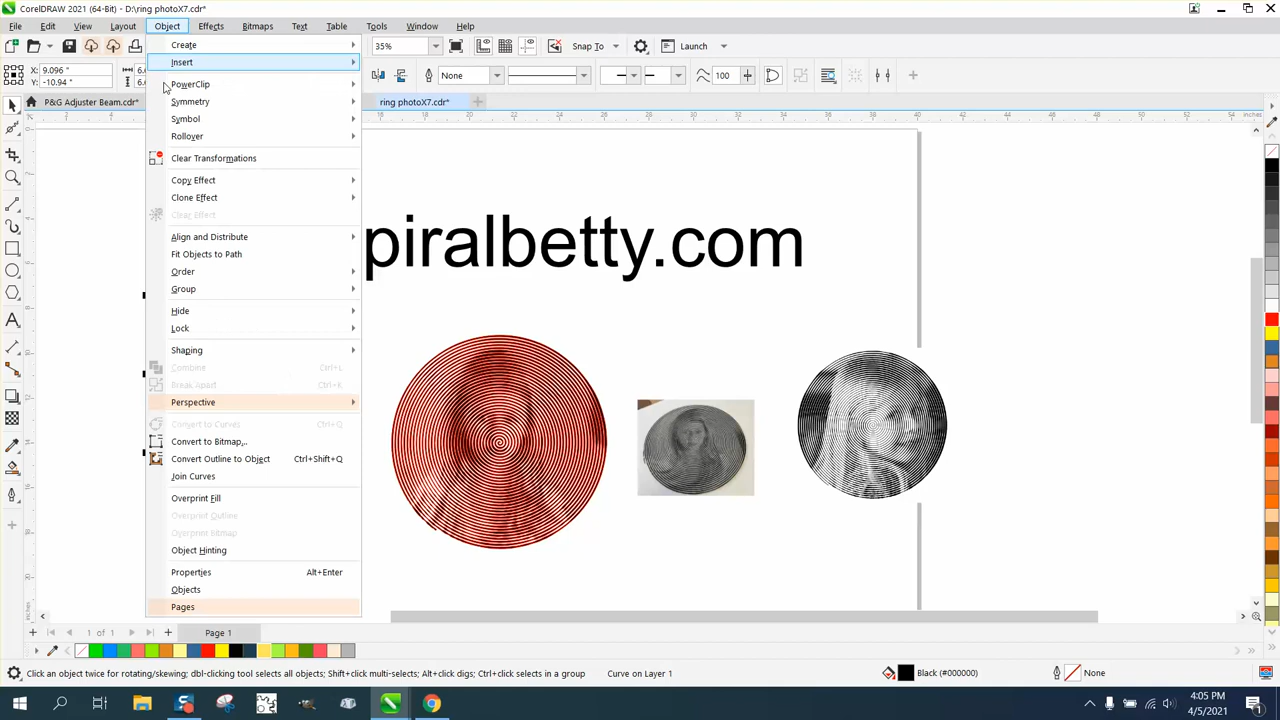 CorelDRAW 2021 (64-Bit) - D:\ring photoX7.cdr*
File Edit View Layout Object Effects Bitmaps Text Table Tools Window Help
35% Snap To Launch
X: 9.096 "
Y: -10.94 "
None 100
P&G Adjuster Beam.cdr* ring photoX7.cdr*
Create
Insert
PowerClip
Symmetry
Symbol
Rollover
Clear Transformations
Copy Effect
Clone Effect
Clear Effect
Align and Distribute
Fit Objects to Path
Order
Group
Hide
Lock
Shaping
Combine Ctrl+L
Break Apart Ctrl+K
Perspective
Convert to Curves Ctrl+Q
Convert to Bitmap...
Convert Outline to Object Ctrl+Shift+Q
Join Curves
Overprint Fill
Overprint Outline
Overprint Bitmap
Object Hinting
Properties Alt+Enter
Objects
Pages
piralbetty.com
inches
1 of 1 Page 1
Click an object twice for rotating/skewing; dbl-clicking tool selects all objects; Shift+click multi-selects; Alt+click digs; Ctrl+click selects in a group Curve on Layer 1 Black (#000000) None
4:05 PM
4/5/2021